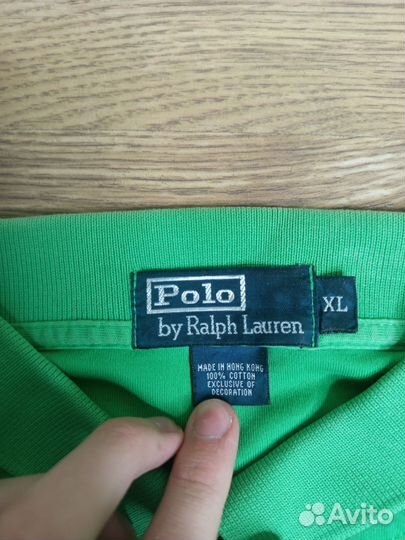 Polo
by Ralph Lauren
XL
MADE IN HONG KONG
100% COTTON
EXCLUSIVE OF
DECORATION
Avito